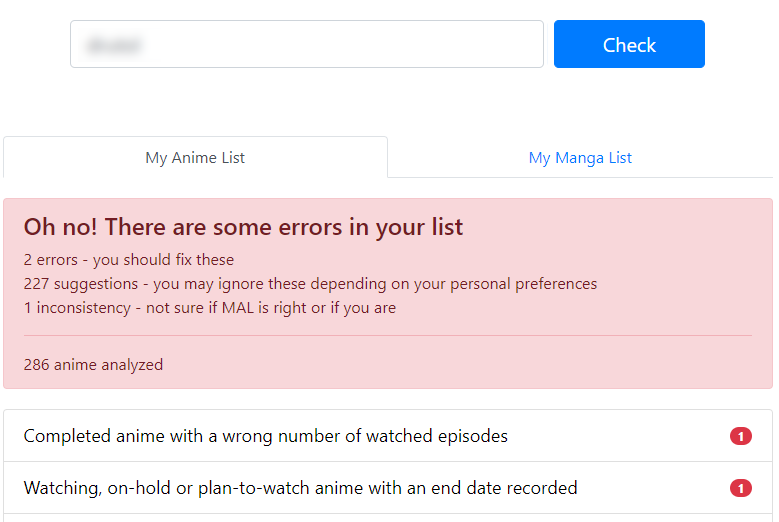 Check
My Anime List
My Manga List
Oh no! There are some errors in your list
2 errors - you should fix these
227 suggestions - you may ignore these depending on your personal preferences
1 inconsistency - not sure if MAL is right or if you are
286 anime analyzed
Completed anime with a wrong number of watched episodes 1
Watching, on-hold or plan-to-watch anime with an end date recorded 1